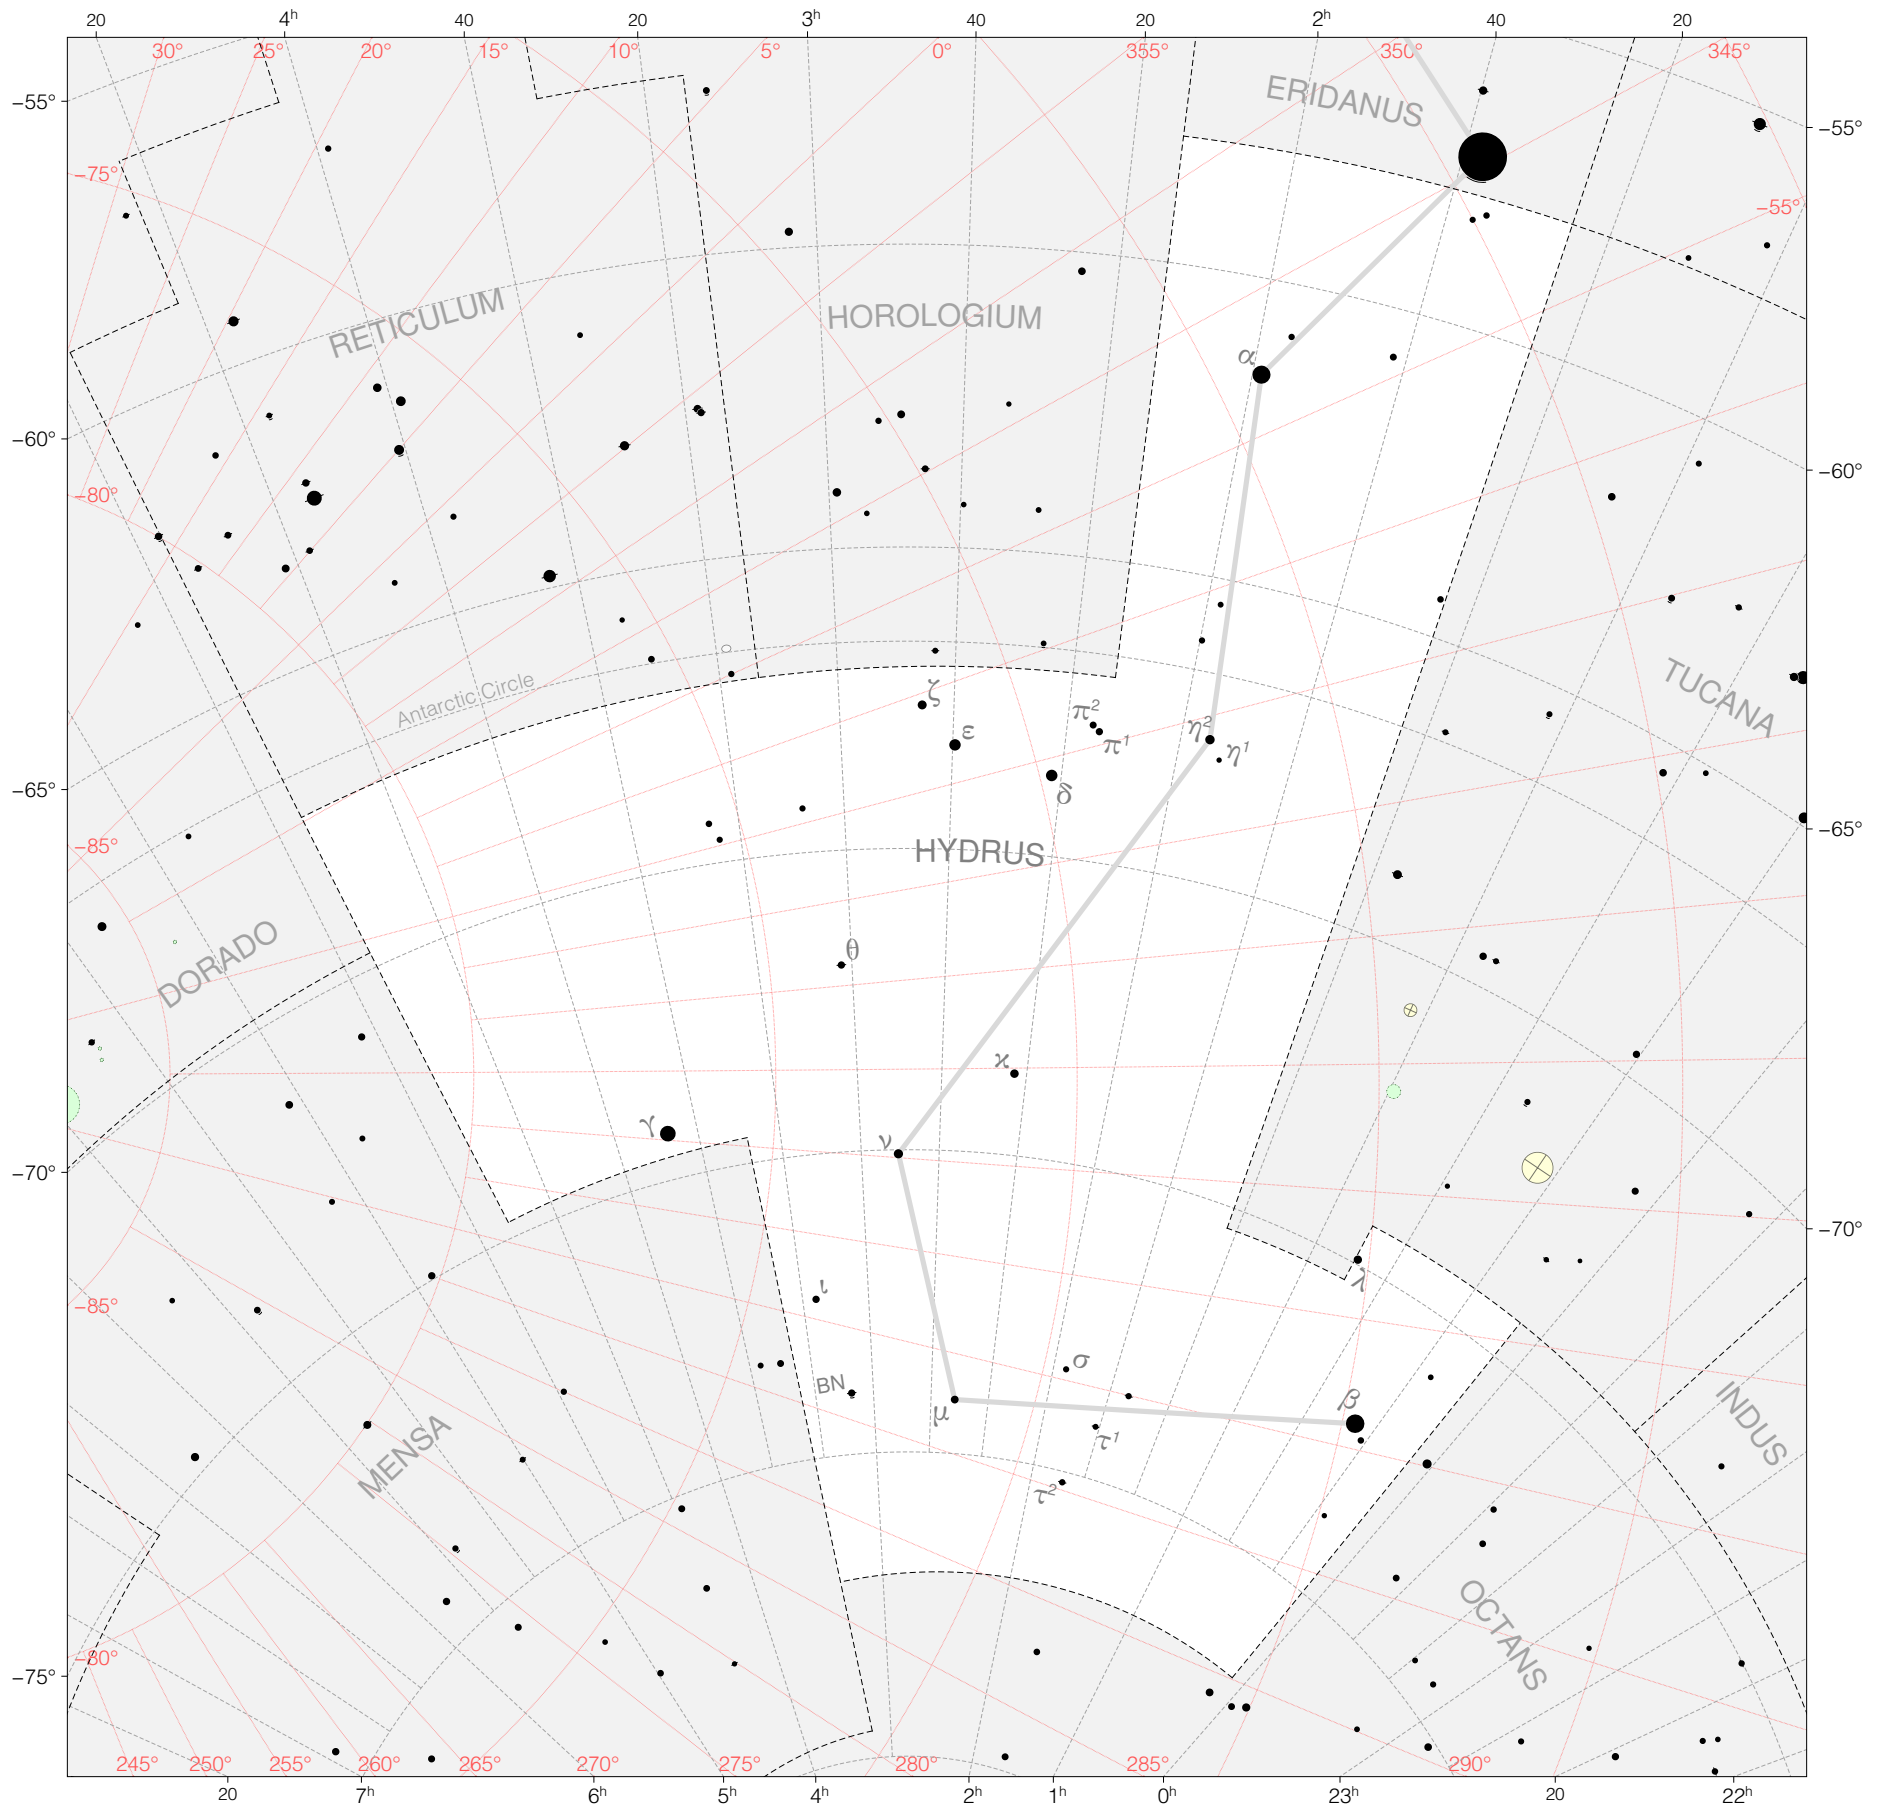 20 4h 40 20 3h 40 20 2h 40 20
30° 25° 20° 15° 10° 5° 0° 355° 350° 345°
ERIDANUS
−55°
−55°
−75°
−55°
RETICULUM
HOROLOGIUM
α
−60°
−60°
−80°
TUCANA
Antarctic Circle
ζ
π²
ε
η²
π¹
η¹
−65°
δ
−65°
−85°
HYDRUS
DORADO
θ
ϰ
γ
ν
−70°
−70°
ι
λ
−85°
σ
BN
β
μ
INDUS
τ¹
MENSA
τ²
OCTANS
−80°
−75°
−75°
245° 250° 255° 260° 265° 270° 275° 280° 285° 290°
20 7h 6h 5h 4h 2h 1h 0h 23h 20 22h